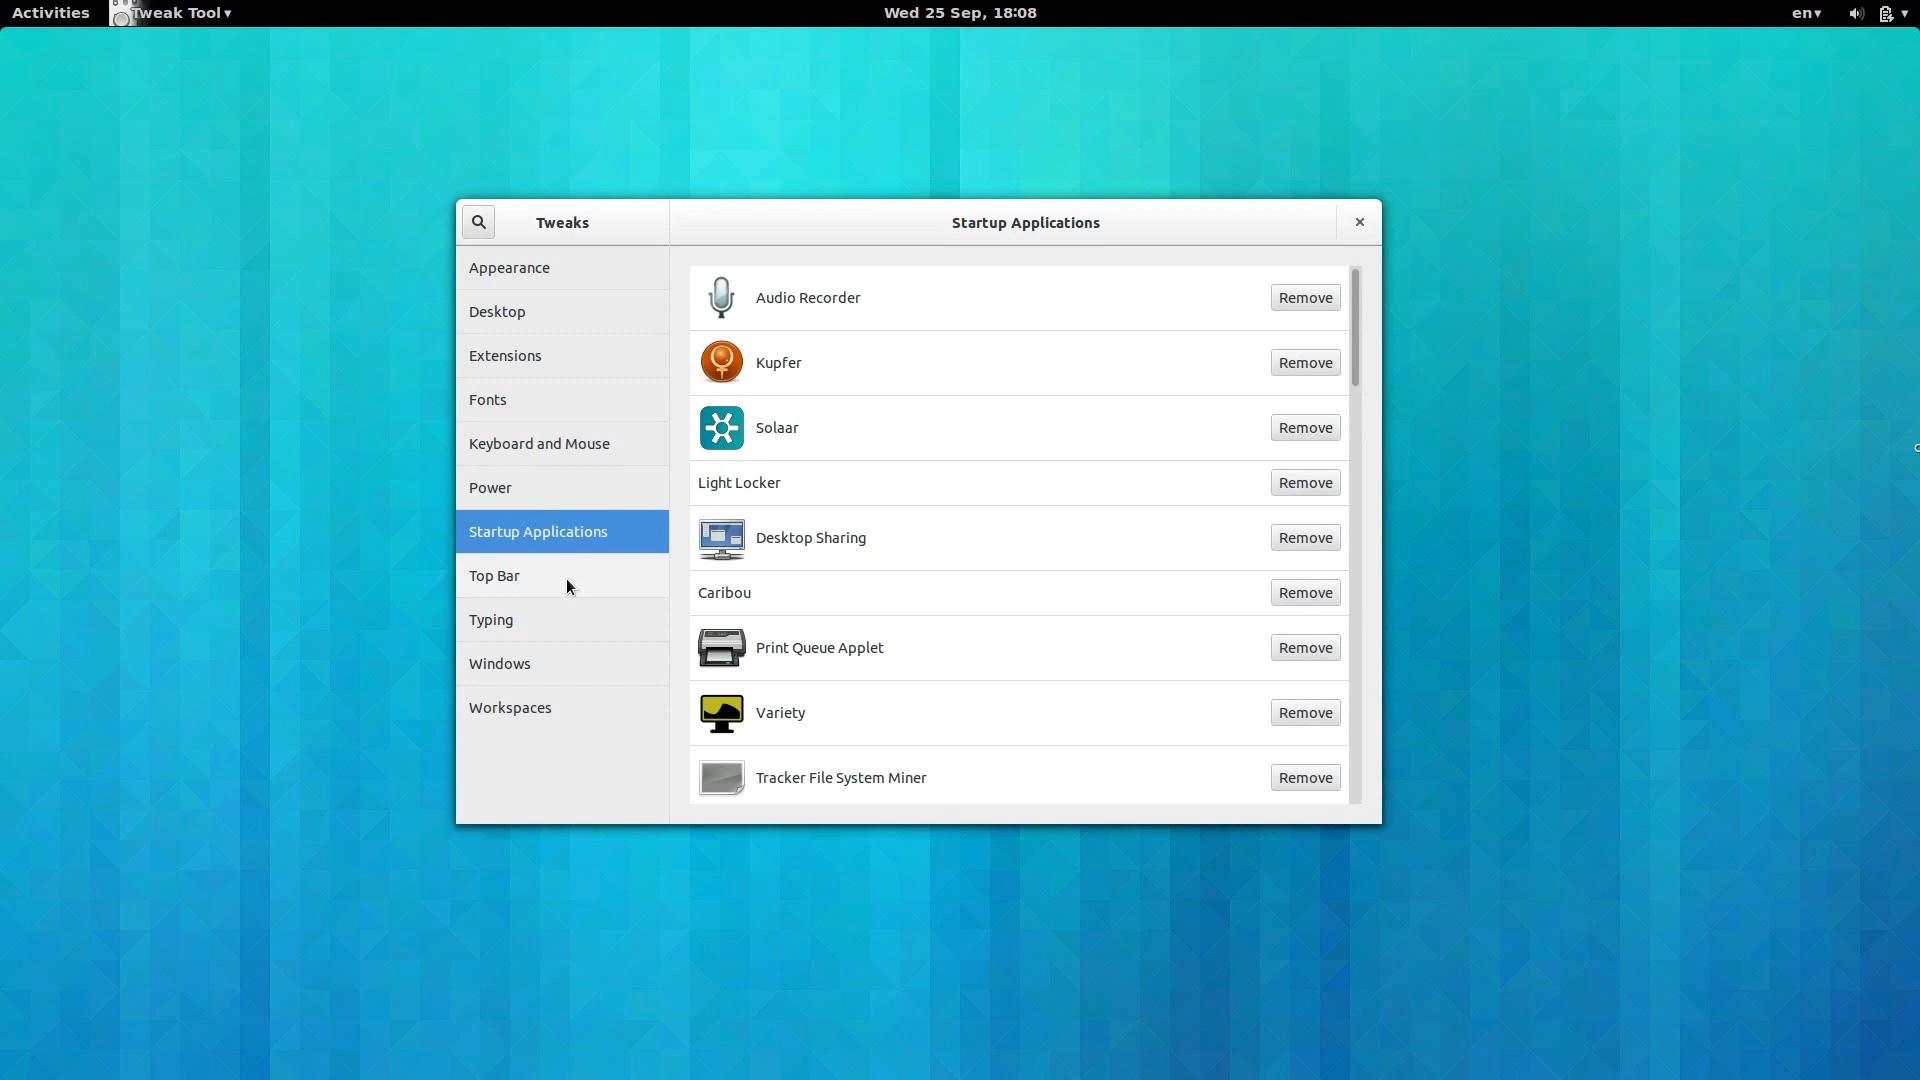 Activities
Tweak Tool
Wed 25 Sep, 18:08
en
Tweaks
Startup Applications
Appearance
Desktop
Extensions
Fonts
Keyboard and Mouse
Power
Startup Applications
Top Bar
Typing
Windows
Workspaces
Audio Recorder Remove
Kupfer Remove
Solaar Remove
Light Locker Remove
Desktop Sharing Remove
Caribou Remove
Print Queue Applet Remove
Variety Remove
Tracker File System Miner Remove